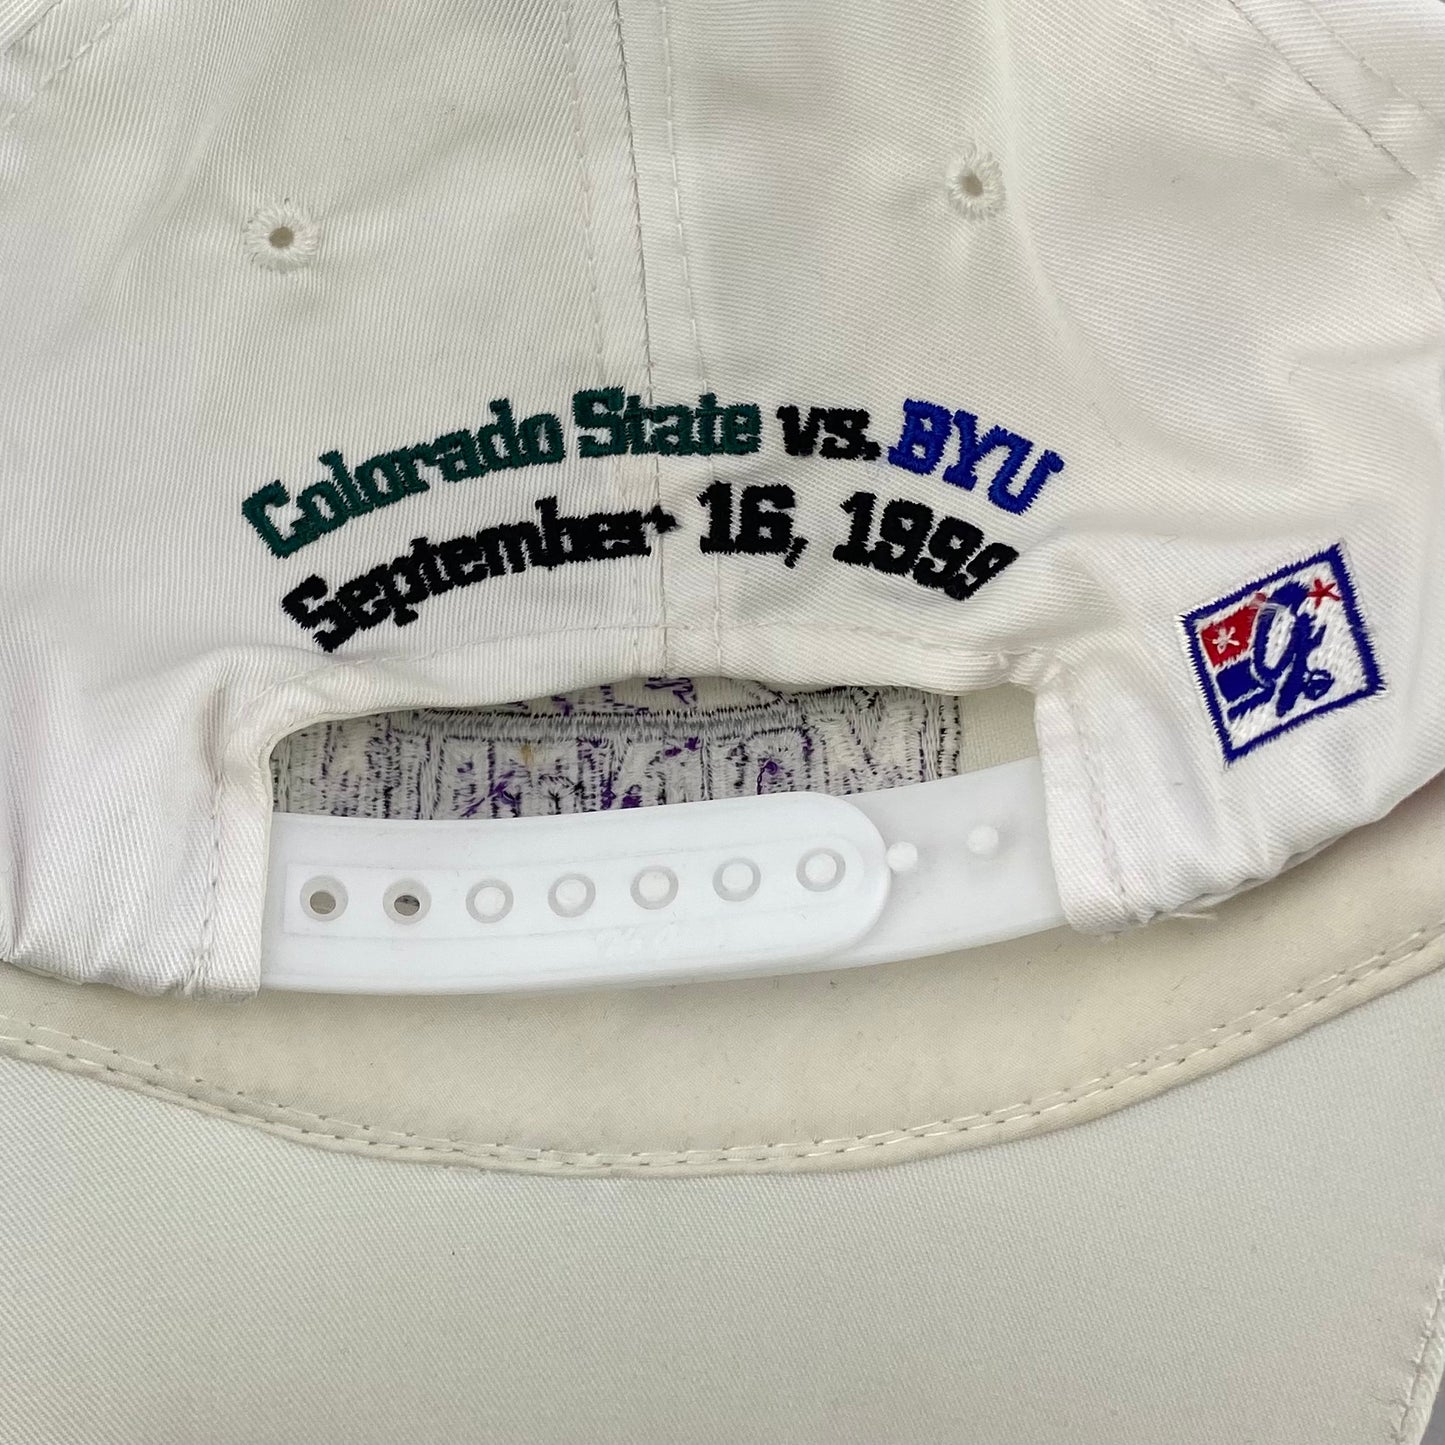 Colorado State vs. BYU
September 16, 1999